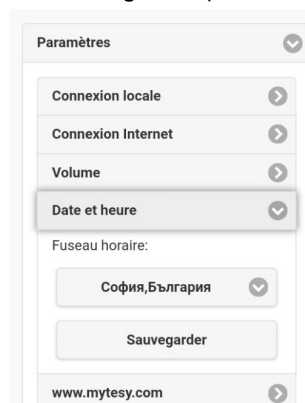 Paramètres
Connexion locale
Connexion Internet
Volume
Date et heure
Fuseau horaire:
София,България
Sauvegarder
www.mytesy.com